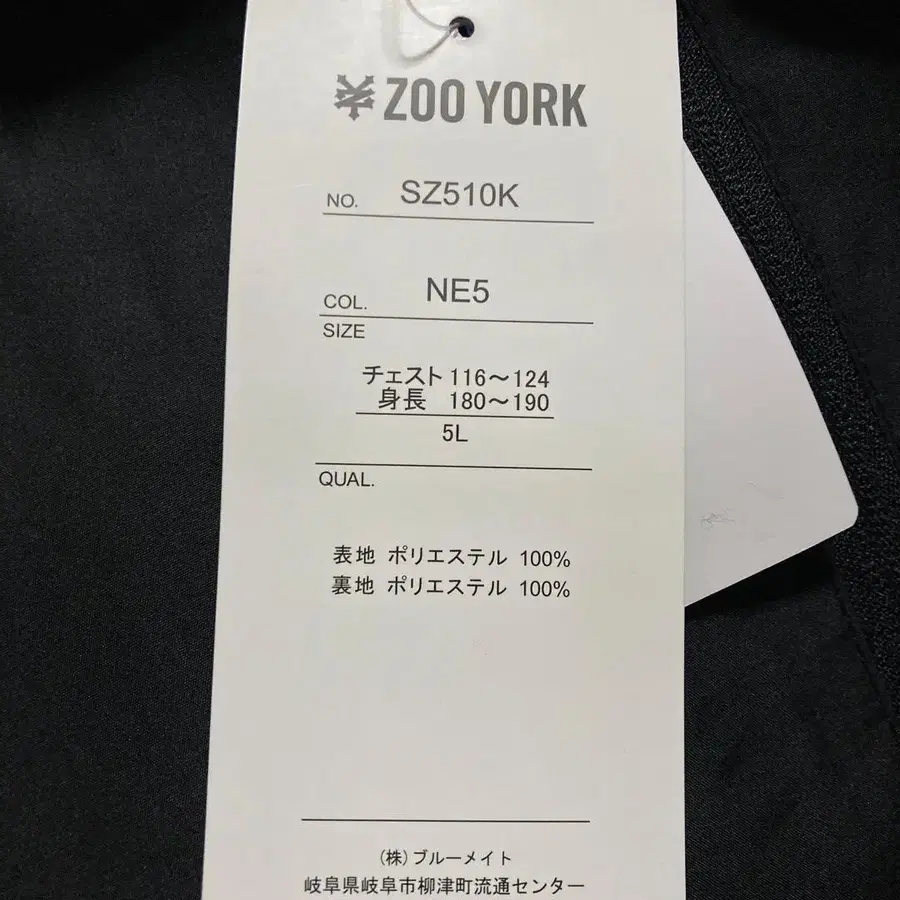 ZOO YORK
NO. SZ510K
COL. NE5
SIZE
チェスト 116～124
身長 180～190
5L
QUAL.
表地 ポリエステル 100%
裏地 ポリエステル 100%
(株)ブルーメイト
岐阜県岐阜市柳津町流通センター